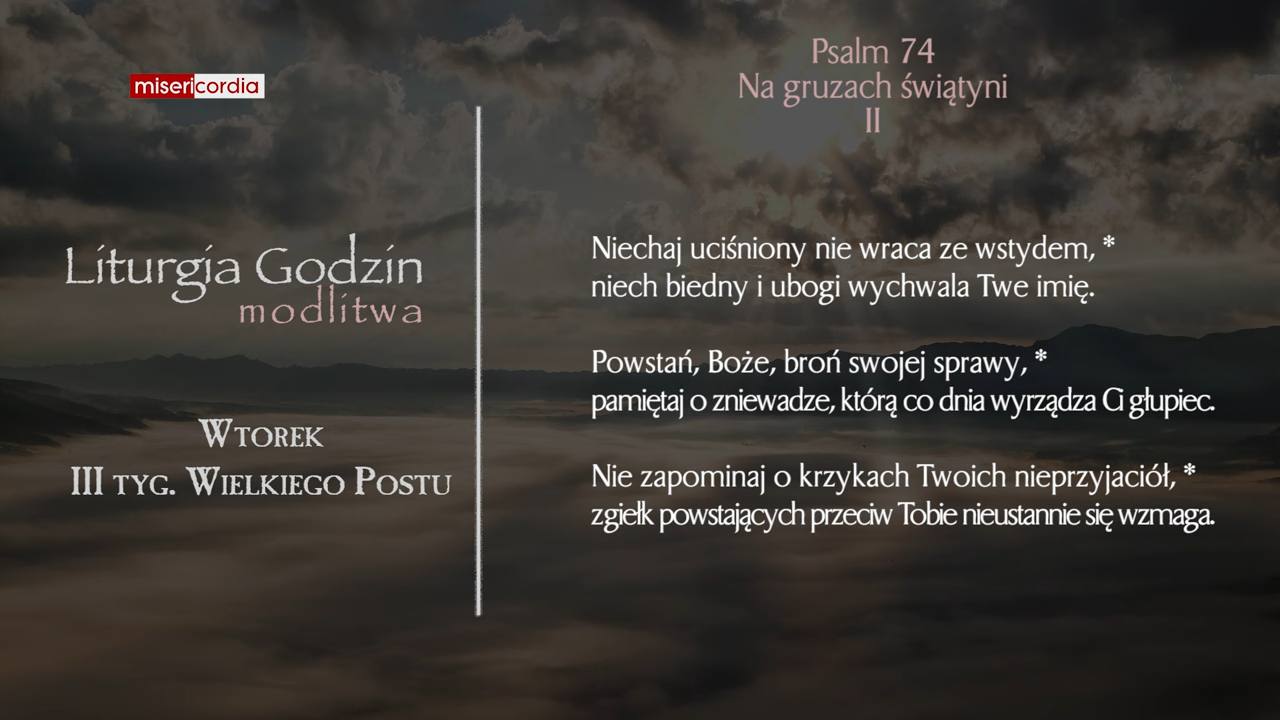 misericordia
Liturgia Godzin
modlitwa
Wtorek
III tyg. Wielkiego Postu
Psalm 74
Na gruzach świątyni
II
Niechaj uciśniony nie wraca ze wstydem, *
niech biedny i ubogi wychwala Twe imię.
Powstań, Boże, broń swojej sprawy, *
pamiętaj o zniewadze, którą co dnia wyrządza Ci głupiec.
Nie zapominaj o krzykach Twoich nieprzyjaciół, *
zgiełk powstających przeciw Tobie nieustannie się wzmaga.